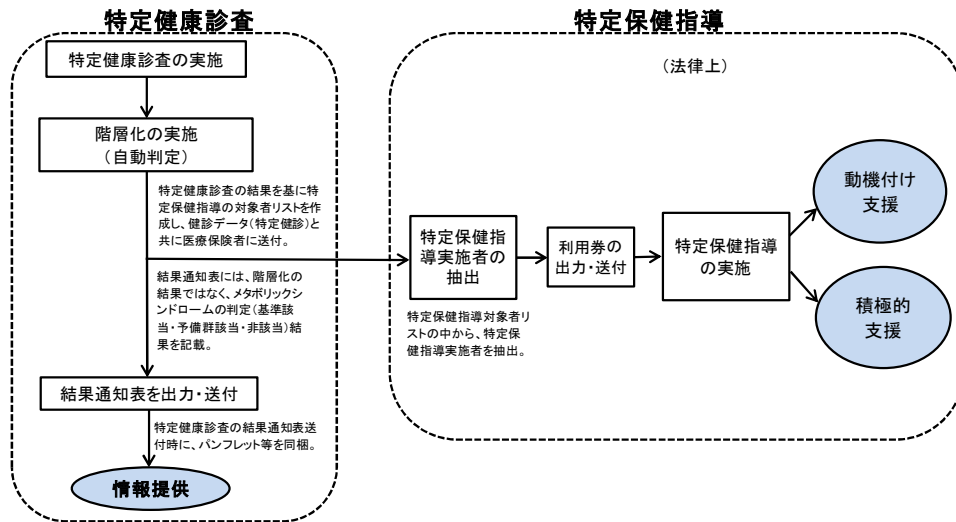 特定健康診査
特定健康診査の実施
階層化の実施
（自動判定）
特定健康診査の結果を基に特
定保健指導の対象者リストを作
成し、健診データ（特定健診）と
共に医療保険者に送付。
結果通知表には、階層化の
結果ではなく、メタボリックシ
ンドロームの判定（基準該
当・予備群該当・非該当）結
果を記載。
結果通知表を出力・送付
特定健康診査の結果通知表送
付時に、パンフレット等を同梱。
情報提供
特定保健指導
（法律上）
特定保健指
導実施者の
抽出
特定保健指導対象者リ
ストの中から、特定保
健指導実施者を抽出。
利用券の
出力・送付
特定保健指導
の実施
動機付け
支援
積極的
支援